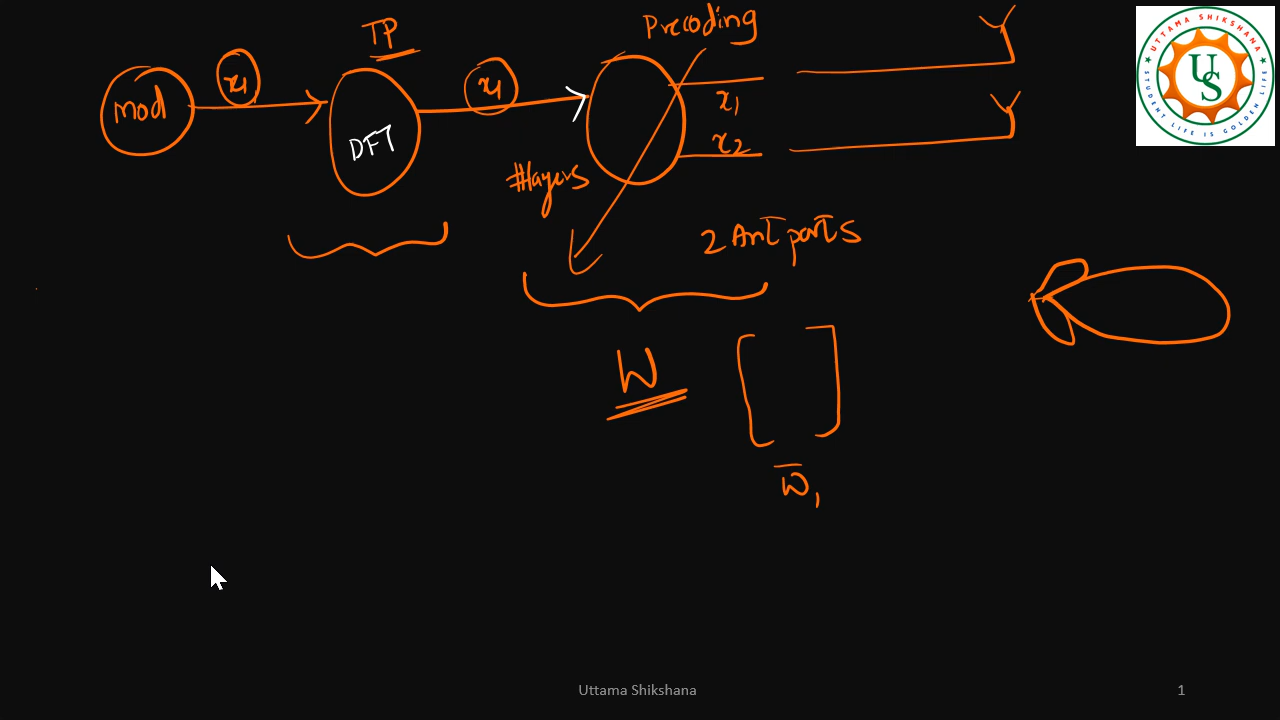 TP
Precoding
mod
x1
DFT
x1
x1
x2
#layers
2 Ant ports
W
W1
UTTAMA SHIKSHANA
US
STUDENT LIFE IS GOLDEN LIFE
Uttama Shikshana
1